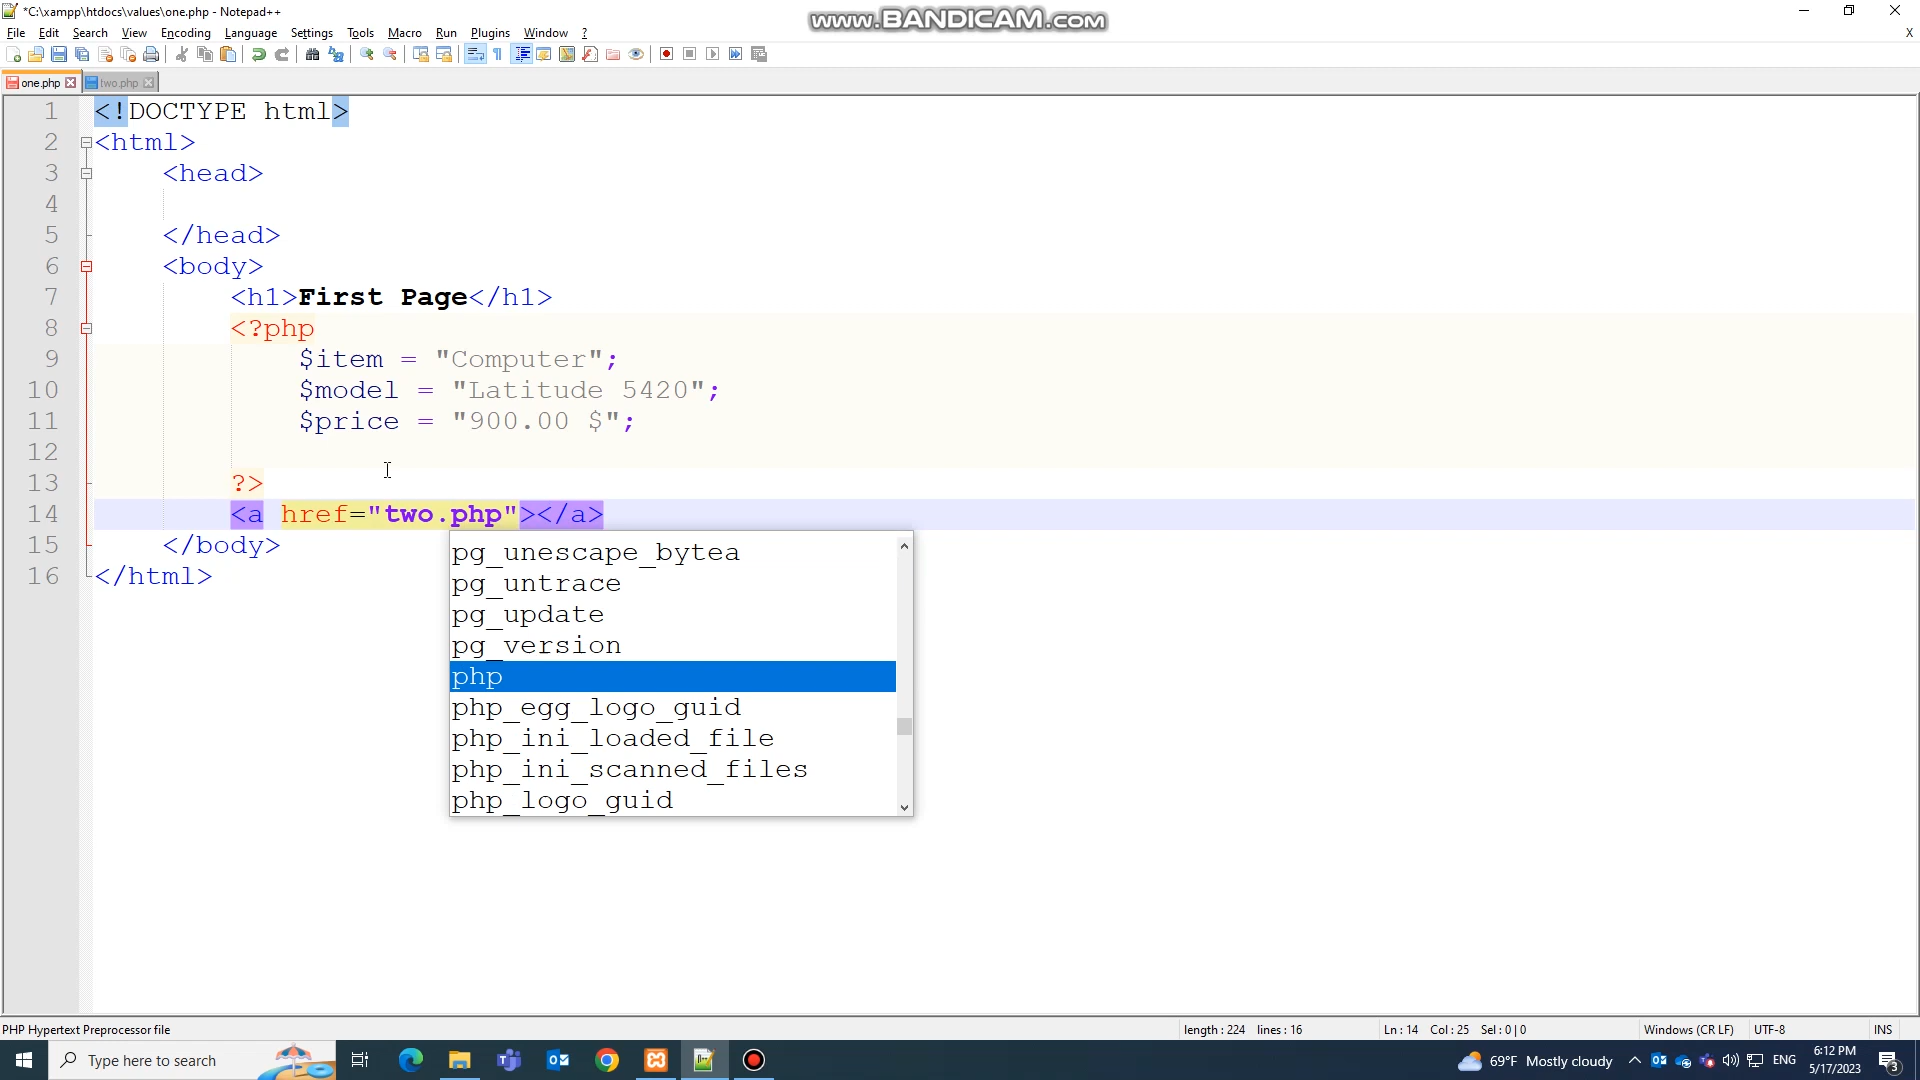 *C:\xampp\htdocs\values\one.php - Notepad++
www.BANDICAM.com
File Edit Search View Encoding Language Settings Tools Macro Run Plugins Window ? X
one.php two.php
1 <!DOCTYPE html>
2 <html>
3 <head>
4
5 </head>
6 <body>
7 <h1>First Page</h1>
8 <?php
9 $item = "Computer";
10 $model = "Latitude 5420";
11 $price = "900.00 $";
12
13 ?>
14 <a href="two.php"></a>
15 </body>
16 </html>
pg_unescape_bytea
pg_untrace
pg_update
pg_version
php
php_egg_logo_guid
php_ini_loaded_file
php_ini_scanned_files
php_logo_guid
PHP Hypertext Preprocessor file length : 224 lines : 16 Ln : 14 Col : 25 Sel : 0 | 0 Windows (CR LF) UTF-8 INS
Type here to search 69°F Mostly cloudy ENG 6:12 PM
5/17/2023 3